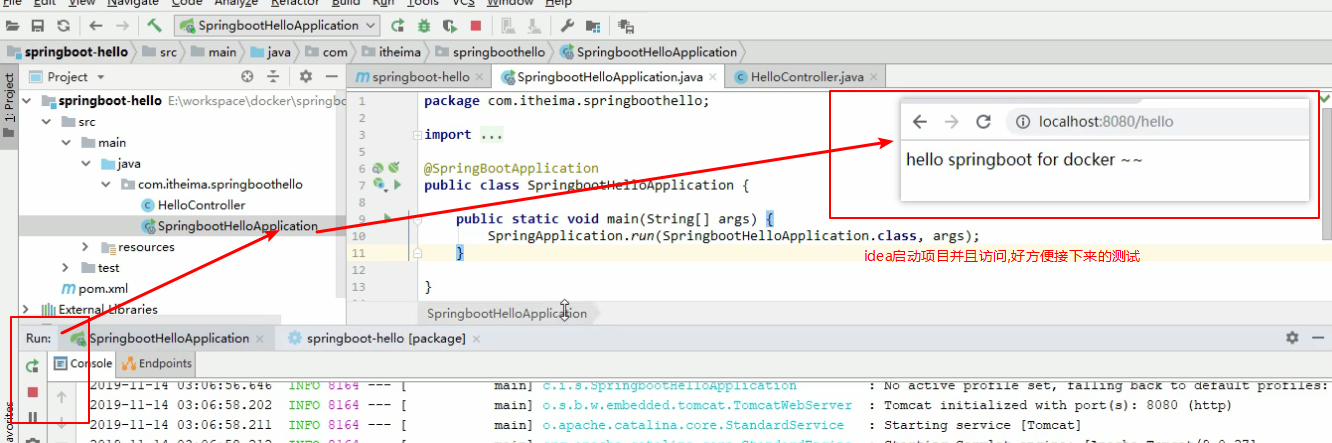 File Edit View Navigate Code Analyze Refactor Build Run Tools VCS Window Help
SpringbootHelloApplication
springboot-hello src main java com itheima springboothello SpringbootHelloApplication
1: Project
Project
springboot-hello E:\workspace\docker\springbo
src
main
java
com.itheima.springboothello
HelloController
SpringbootHelloApplication
resources
test
pom.xml
External Libraries
springboot-hello SpringbootHelloApplication.java HelloController.java
1 package com.itheima.springboothello;
2
3 import ...
5
6 @SpringBootApplication
7 public class SpringbootHelloApplication {
8
9 public static void main(String[] args) {
10 SpringApplication.run(SpringbootHelloApplication.class, args);
11 }
12
13 }
localhost:8080/hello
hello springboot for docker ~~
idea启动项目并且访问,好方便接下来的测试
SpringbootHelloApplication
Run: SpringbootHelloApplication springboot-hello [package]
Console Endpoints
2019-11-14 03:06:56.646 INFO 8164 --- [ main] c.i.s.SpringbootHelloApplication : No active profile set, falling back to default profiles:
2019-11-14 03:06:58.202 INFO 8164 --- [ main] o.s.b.w.embedded.tomcat.TomcatWebServer : Tomcat initialized with port(s): 8080 (http)
2019-11-14 03:06:58.211 INFO 8164 --- [ main] o.apache.catalina.core.StandardService : Starting service [Tomcat]
avorites